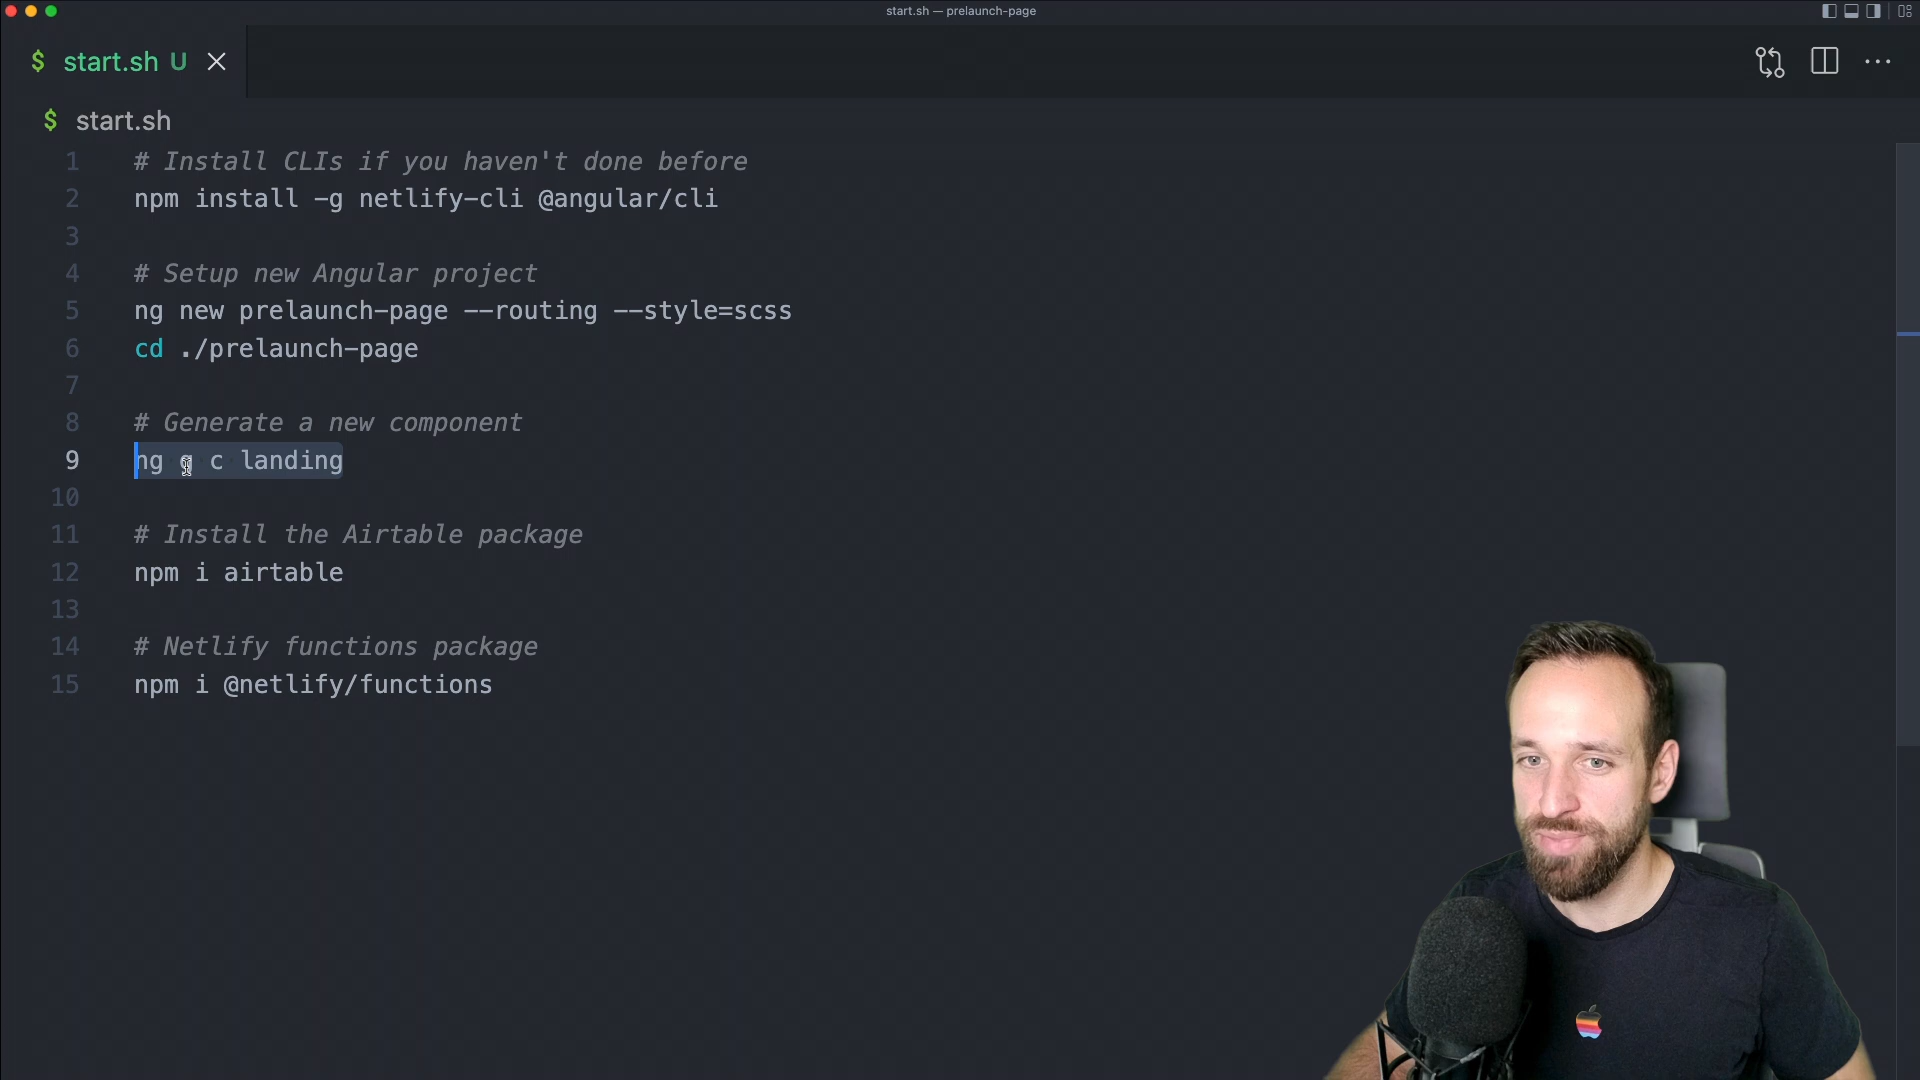 start.sh — prelaunch-page
$ start.sh U
$ start.sh
1 # Install CLIs if you haven't done before
2 npm install -g netlify-cli @angular/cli
3
4 # Setup new Angular project
5 ng new prelaunch-page --routing --style=scss
6 cd ./prelaunch-page
7
8 # Generate a new component
9 ng g c landing
10
11 # Install the Airtable package
12 npm i airtable
13
14 # Netlify functions package
15 npm i @netlify/functions